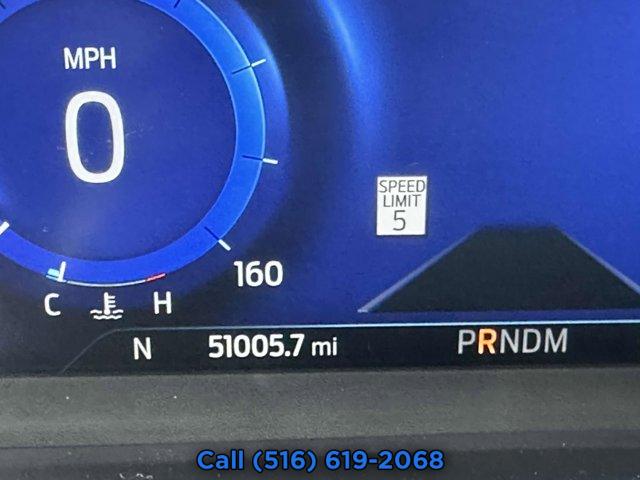 MPH
0
SPEED
LIMIT
5
160
C H
N 51005.7 mi PRNDM
Call (516) 619-2068